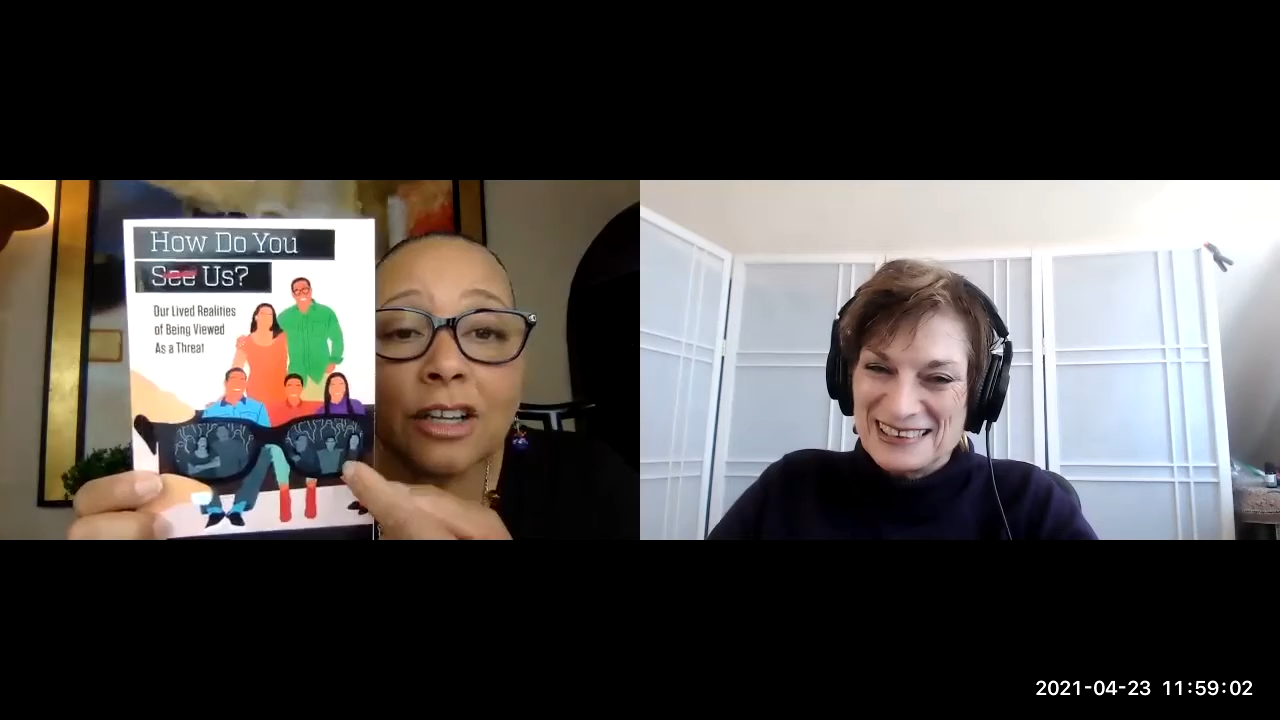 How Do You
See Us?
Our Lived Realities
of Being Viewed
As a Threat
2021-04-23 11:59:02